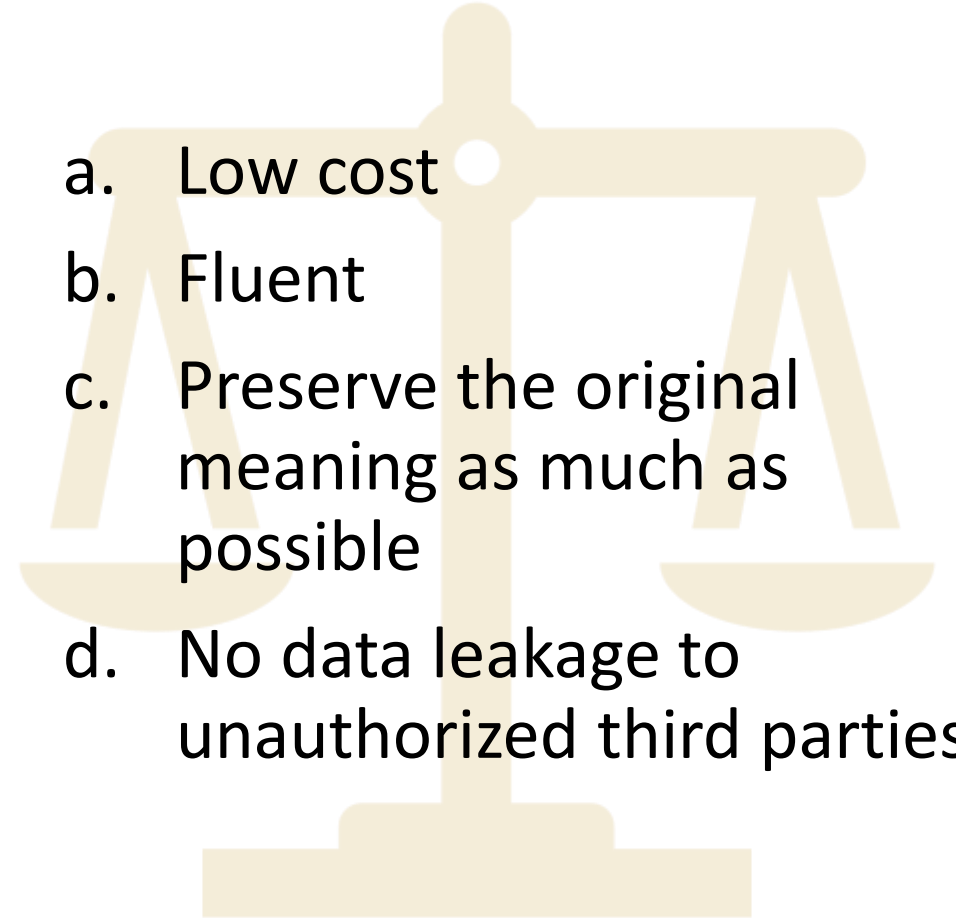 a. Low cost
b. Fluent
c. Preserve the original
meaning as much as
possible
d. No data leakage to
unauthorized third parties